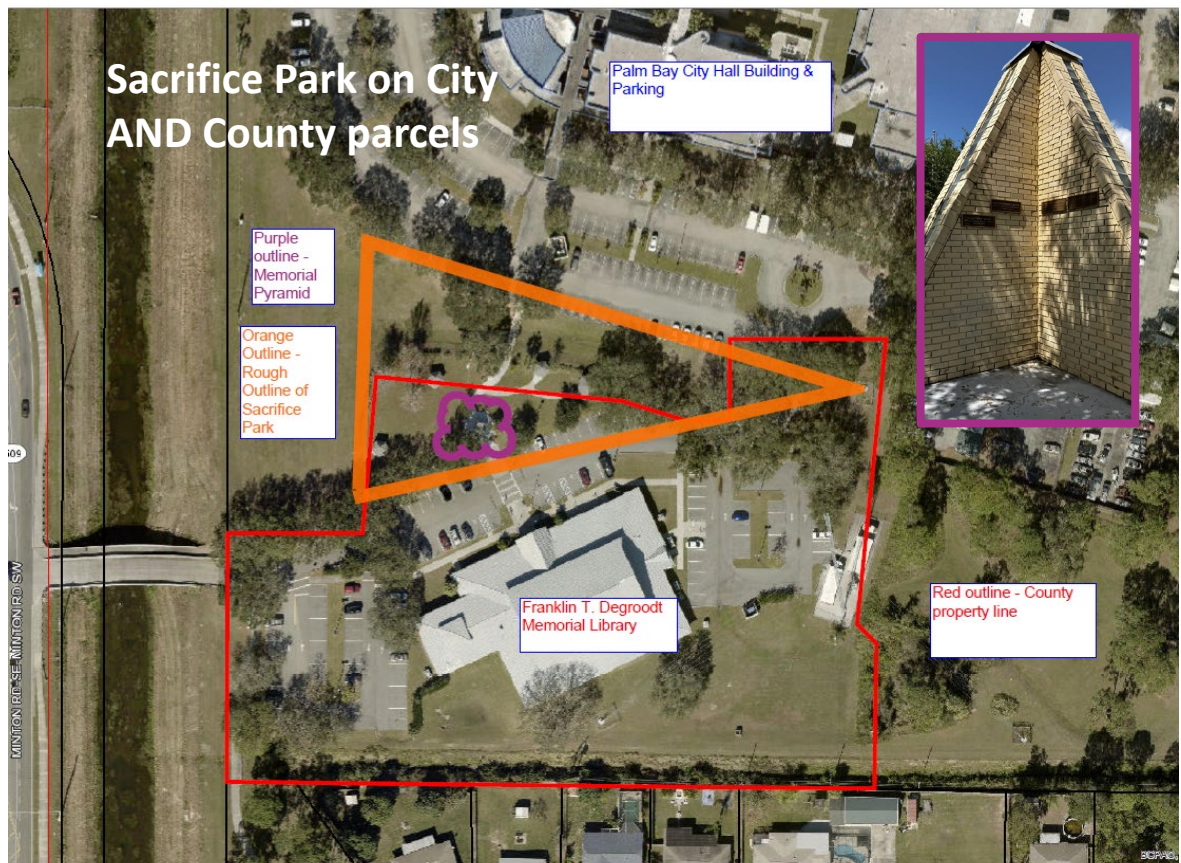 Sacrifice Park on City
AND County parcels
Palm Bay City Hall Building &
Parking
Purple
outline -
Memorial
Pyramid
Orange
Outline -
Rough
Outline of
Sacrifice
Park
509
MINTON RD SE MINTON RD SW
Franklin T. Degroodt
Memorial Library
Red outline - County
property line
BCPAO